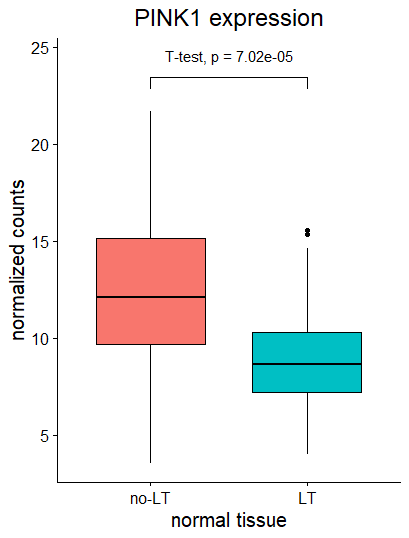 PINK1 expression
T-test, p = 7.02e-05
normalized counts
25
20
15
10
5
no-LT LT
normal tissue